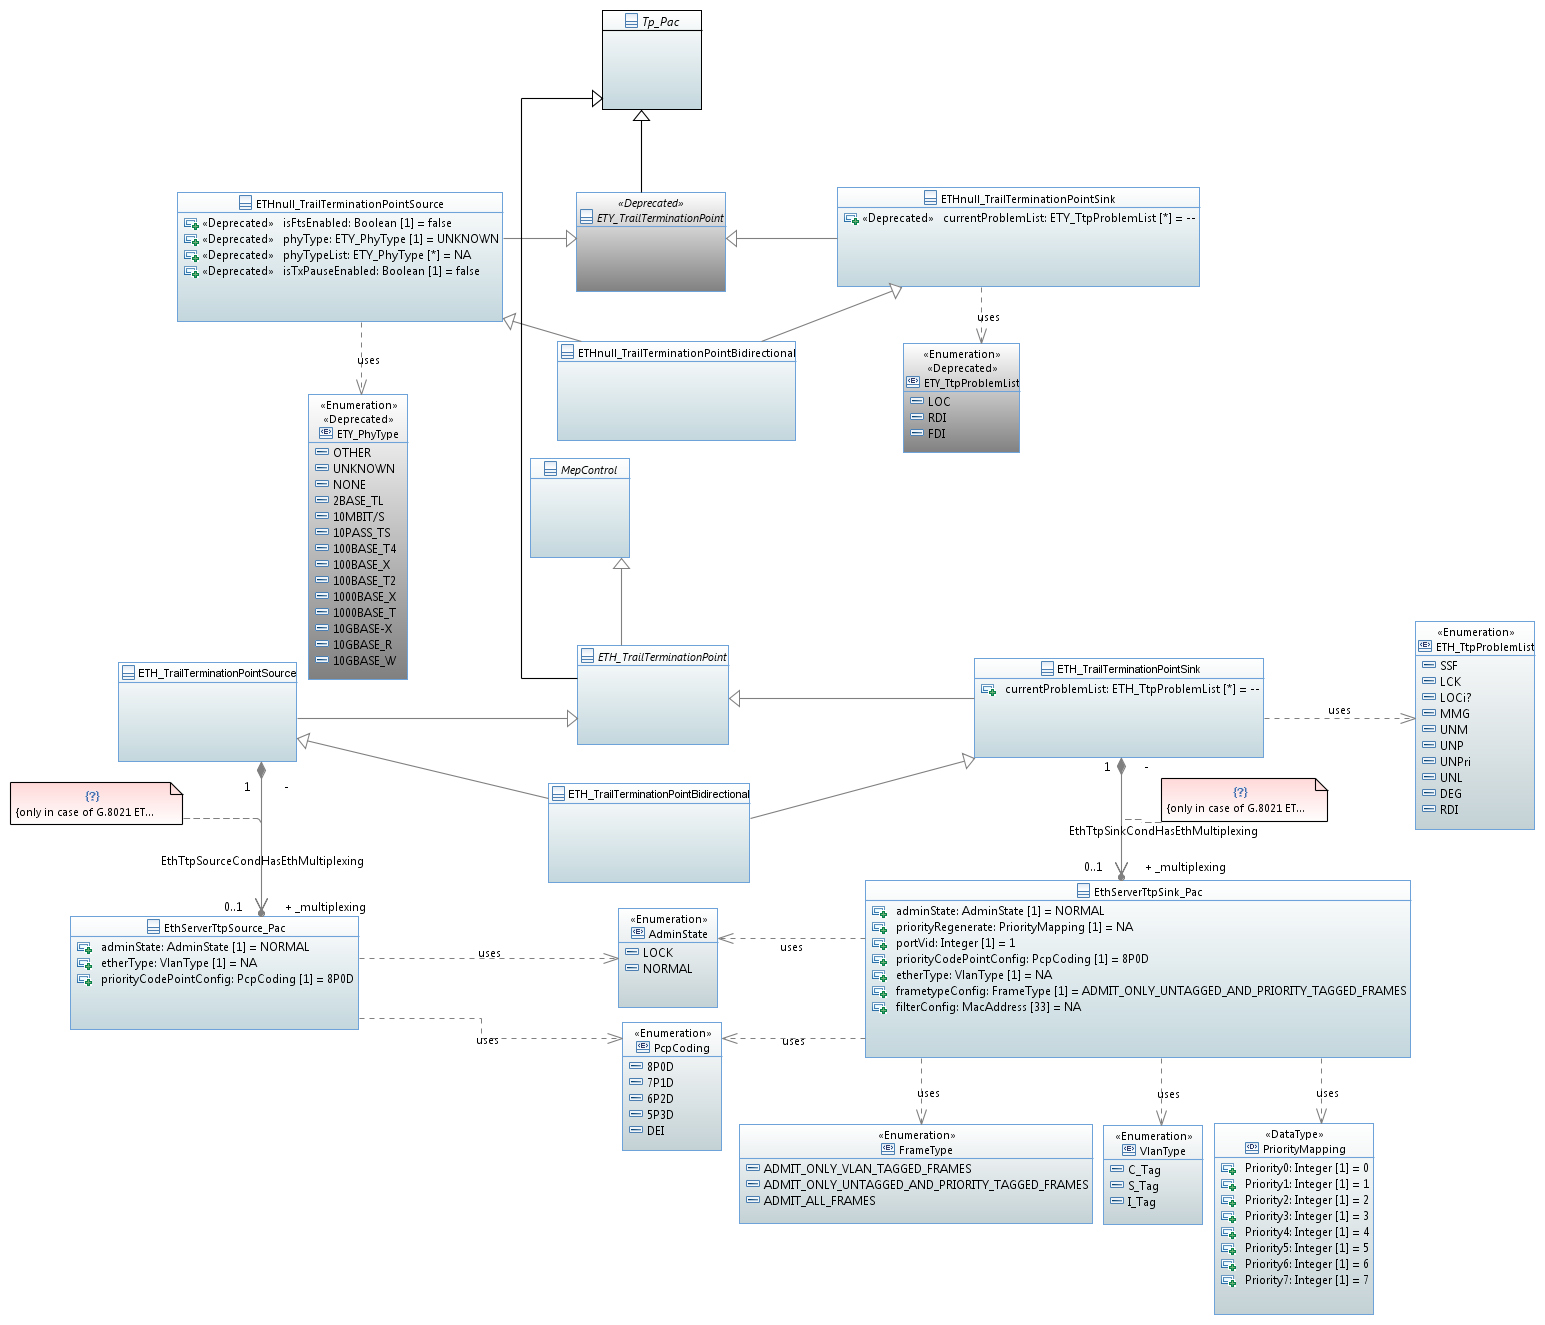 Tp_Pac
ETHnull_TrailTerminationPointSource
«Deprecated» isFtsEnabled: Boolean [1] = false
«Deprecated» phyType: ETY_PhyType [1] = UNKNOWN
«Deprecated» phyTypeList: ETY_PhyType [*] = NA
«Deprecated» isTxPauseEnabled: Boolean [1] = false
«Deprecated»
ETY_TrailTerminationPoint
ETHnull_TrailTerminationPointSink
«Deprecated» currentProblemList: ETY_TtpProblemList [*] = --
uses
uses
ETHnull_TrailTerminationPointBidirectional
«Enumeration»
«Deprecated»
ETY_TtpProblemList
LOC
RDI
FDI
«Enumeration»
«Deprecated»
ETY_PhyType
OTHER
UNKNOWN
NONE
2BASE_TL
10MBIT/S
10PASS_TS
100BASE_T4
100BASE_X
100BASE_T2
1000BASE_X
1000BASE_T
10GBASE-X
10GBASE_R
10GBASE_W
MepControl
ETH_TrailTerminationPoint
ETH_TrailTerminationPointSource
ETH_TrailTerminationPointSink
currentProblemList: ETH_TtpProblemList [*] = --
uses
«Enumeration»
ETH_TtpProblemList
SSF
LCK
LOCi?
MMG
UNM
UNP
UNPri
UNL
DEG
RDI
ETH_TrailTerminationPointBidirectional
1 -
{?}
{only in case of G.8021 ET...
EthTtpSourceCondHasEthMultiplexing
0..1 + _multiplexing
1 -
{?}
{only in case of G.8021 ET...
EthTtpSinkCondHasEthMultiplexing
0..1 + _multiplexing
EthServerTtpSource_Pac
adminState: AdminState [1] = NORMAL
etherType: VlanType [1] = NA
priorityCodePointConfig: PcpCoding [1] = 8P0D
uses
uses
«Enumeration»
AdminState
LOCK
NORMAL
uses
EthServerTtpSink_Pac
adminState: AdminState [1] = NORMAL
priorityRegenerate: PriorityMapping [1] = NA
portVid: Integer [1] = 1
priorityCodePointConfig: PcpCoding [1] = 8P0D
etherType: VlanType [1] = NA
frametypeConfig: FrameType [1] = ADMIT_ONLY_UNTAGGED_AND_PRIORITY_TAGGED_FRAMES
filterConfig: MacAddress [33] = NA
«Enumeration»
PcpCoding
8P0D
7P1D
6P2D
5P3D
DEI
uses
uses
uses
uses
«Enumeration»
FrameType
ADMIT_ONLY_VLAN_TAGGED_FRAMES
ADMIT_ONLY_UNTAGGED_AND_PRIORITY_TAGGED_FRAMES
ADMIT_ALL_FRAMES
«Enumeration»
VlanType
C_Tag
S_Tag
I_Tag
«DataType»
PriorityMapping
Priority0: Integer [1] = 0
Priority1: Integer [1] = 1
Priority2: Integer [1] = 2
Priority3: Integer [1] = 3
Priority4: Integer [1] = 4
Priority5: Integer [1] = 5
Priority6: Integer [1] = 6
Priority7: Integer [1] = 7